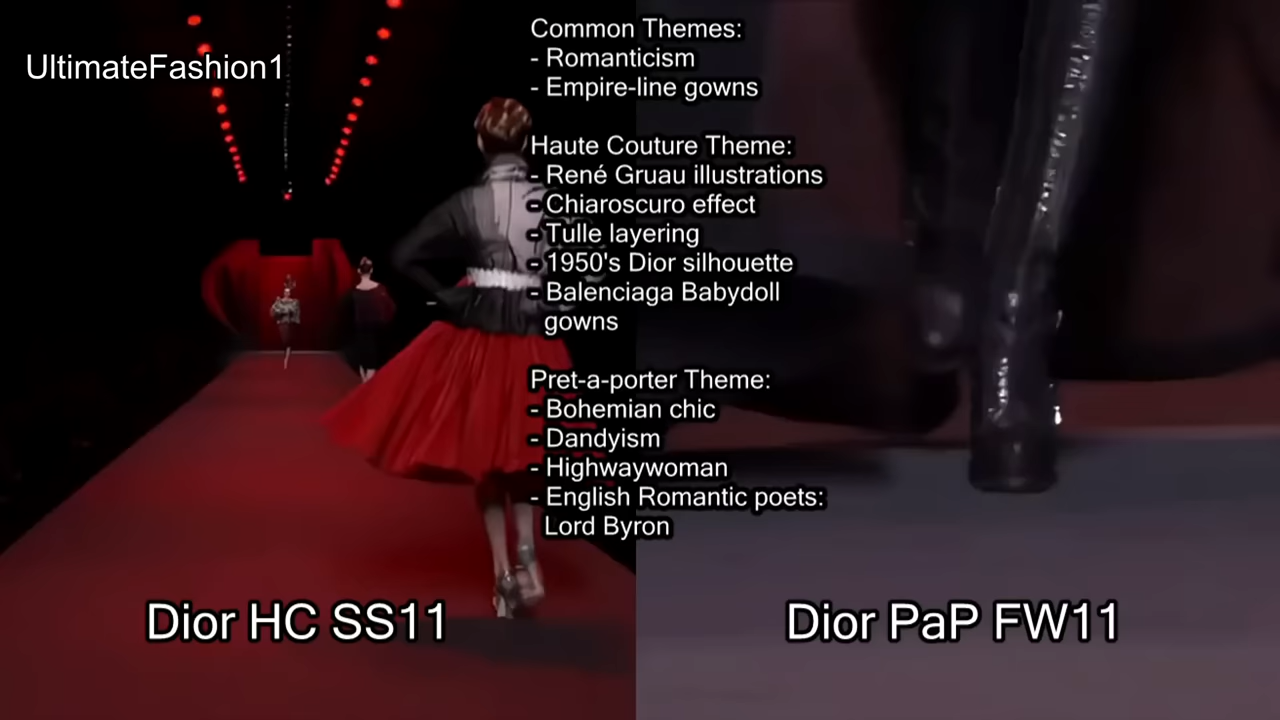 UltimateFashion1
Common Themes:
- Romanticism
- Empire-line gowns
Haute Couture Theme:
- René Gruau illustrations
- Chiaroscuro effect
- Tulle layering
- 1950's Dior silhouette
- Balenciaga Babydoll
gowns
Pret-a-porter Theme:
- Bohemian chic
- Dandyism
- Highwaywoman
- English Romantic poets:
Lord Byron
Dior HC SS11
Dior PaP FW11